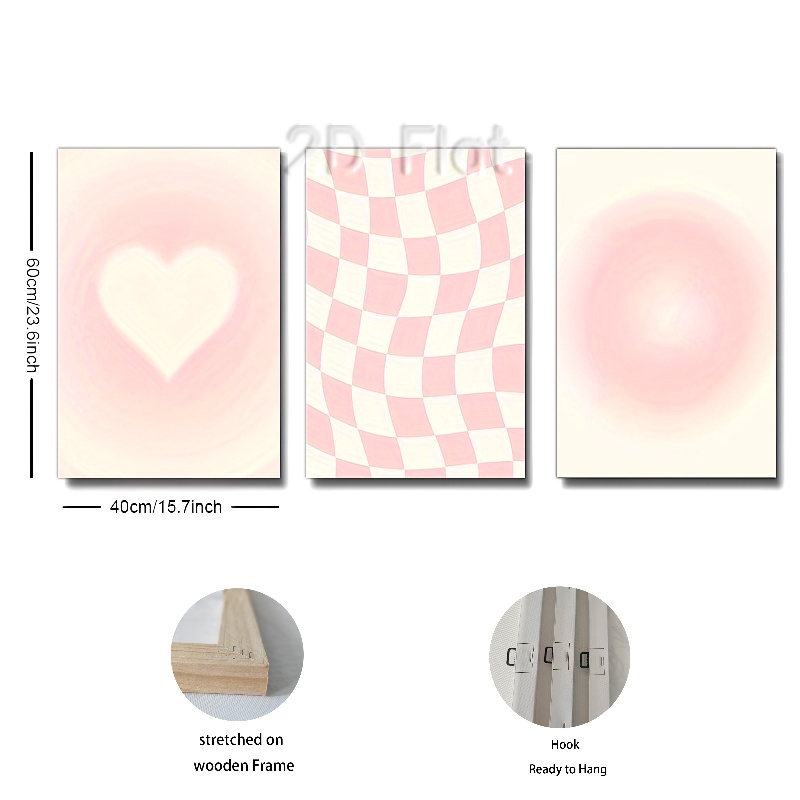 2D Flat
60cm/23.6inch
40cm/15.7inch
stretched on
wooden Frame
Hook
Ready to Hang